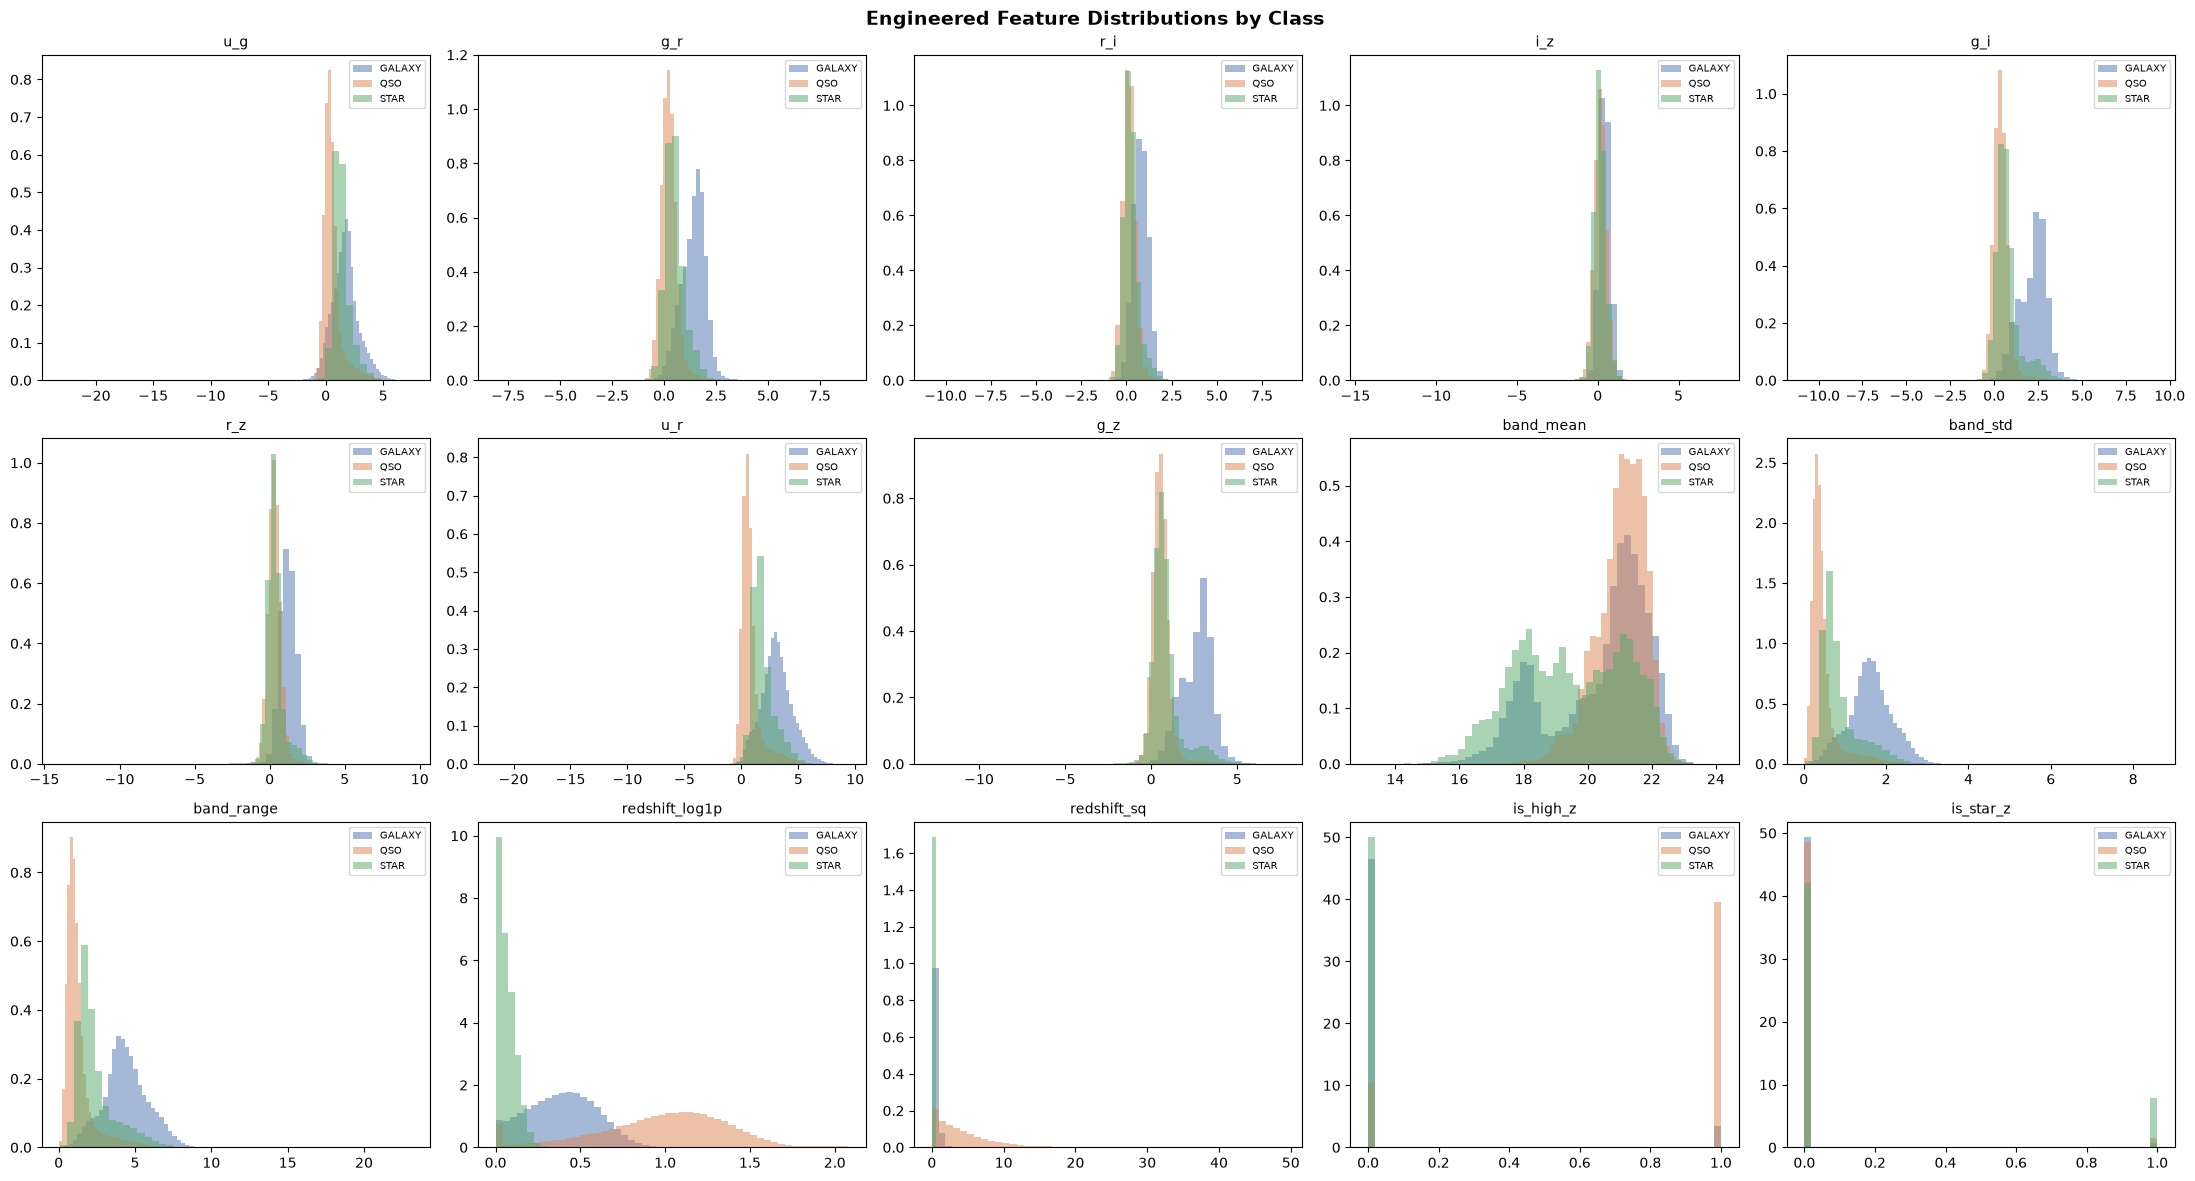 Engineered Feature Distributions by Class
u_g
0.8
0.7
0.6
0.5
0.4
0.3
0.2
0.1
0.0
−20 −15 −10 −5 0 5
GALAXY
QSO
STAR
g_r
1.2
1.0
0.8
0.6
0.4
0.2
0.0
−7.5 −5.0 −2.5 0.0 2.5 5.0 7.5
GALAXY
QSO
STAR
r_i
1.0
0.8
0.6
0.4
0.2
0.0
−10.0 −7.5 −5.0 −2.5 0.0 2.5 5.0 7.5
GALAXY
QSO
STAR
i_z
1.0
0.8
0.6
0.4
0.2
0.0
−15 −10 −5 0 5
GALAXY
QSO
STAR
g_i
1.0
0.8
0.6
0.4
0.2
0.0
−10.0 −7.5 −5.0 −2.5 0.0 2.5 5.0 7.5 10.0
GALAXY
QSO
STAR
r_z
1.0
0.8
0.6
0.4
0.2
0.0
−15 −10 −5 0 5 10
GALAXY
QSO
STAR
u_r
0.8
0.7
0.6
0.5
0.4
0.3
0.2
0.1
0.0
−20 −15 −10 −5 0 5 10
GALAXY
QSO
STAR
g_z
0.8
0.6
0.4
0.2
0.0
−10 −5 0 5
GALAXY
QSO
STAR
band_mean
0.5
0.4
0.3
0.2
0.1
0.0
14 16 18 20 22 24
GALAXY
QSO
STAR
band_std
2.5
2.0
1.5
1.0
0.5
0.0
0 2 4 6 8
GALAXY
QSO
STAR
band_range
0.8
0.6
0.4
0.2
0.0
0 5 10 15 20
GALAXY
QSO
STAR
redshift_log1p
10
8
6
4
2
0
0.0 0.5 1.0 1.5 2.0
GALAXY
QSO
STAR
redshift_sq
1.6
1.4
1.2
1.0
0.8
0.6
0.4
0.2
0.0
0 10 20 30 40 50
GALAXY
QSO
STAR
is_high_z
50
40
30
20
10
0
0.0 0.2 0.4 0.6 0.8 1.0
GALAXY
QSO
STAR
is_star_z
50
40
30
20
10
0
0.0 0.2 0.4 0.6 0.8 1.0
GALAXY
QSO
STAR